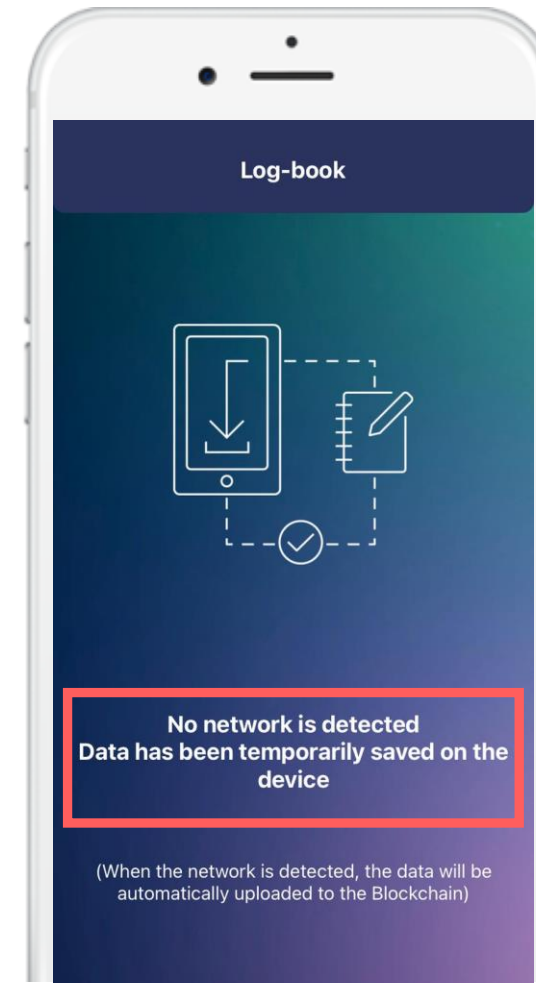 Log-book
No network is detected
Data has been temporarily saved on the
device
(When the network is detected, the data will be
automatically uploaded to the Blockchain)